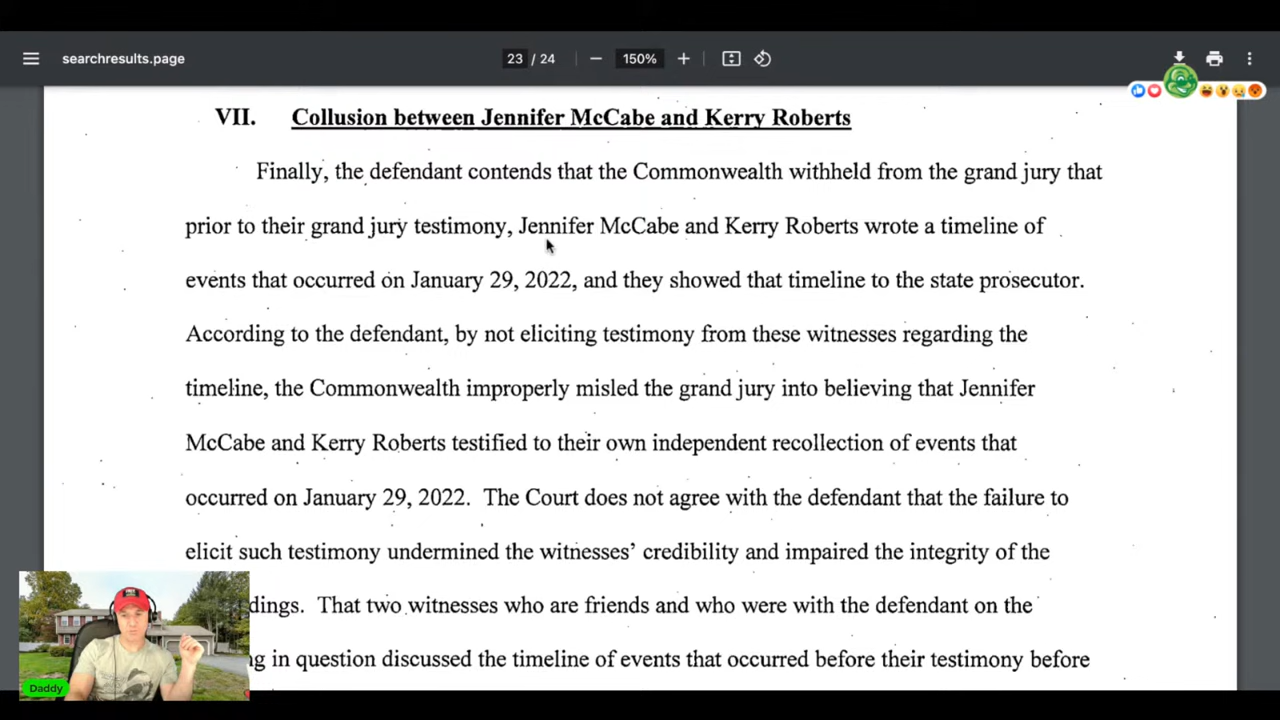 searchresults.page
23 / 24
150%
VII. Collusion between Jennifer McCabe and Kerry Roberts
Finally, the defendant contends that the Commonwealth withheld from the grand jury that
prior to their grand jury testimony, Jennifer McCabe and Kerry Roberts wrote a timeline of
events that occurred on January 29, 2022, and they showed that timeline to the state prosecutor.
According to the defendant, by not eliciting testimony from these witnesses regarding the
timeline, the Commonwealth improperly misled the grand jury into believing that Jennifer
McCabe and Kerry Roberts testified to their own independent recollection of events that
occurred on January 29, 2022. The Court does not agree with the defendant that the failure to
elicit such testimony undermined the witnesses’ credibility and impaired the integrity of the
dings. That two witnesses who are friends and who were with the defendant on the
g in question discussed the timeline of events that occurred before their testimony before
Daddy